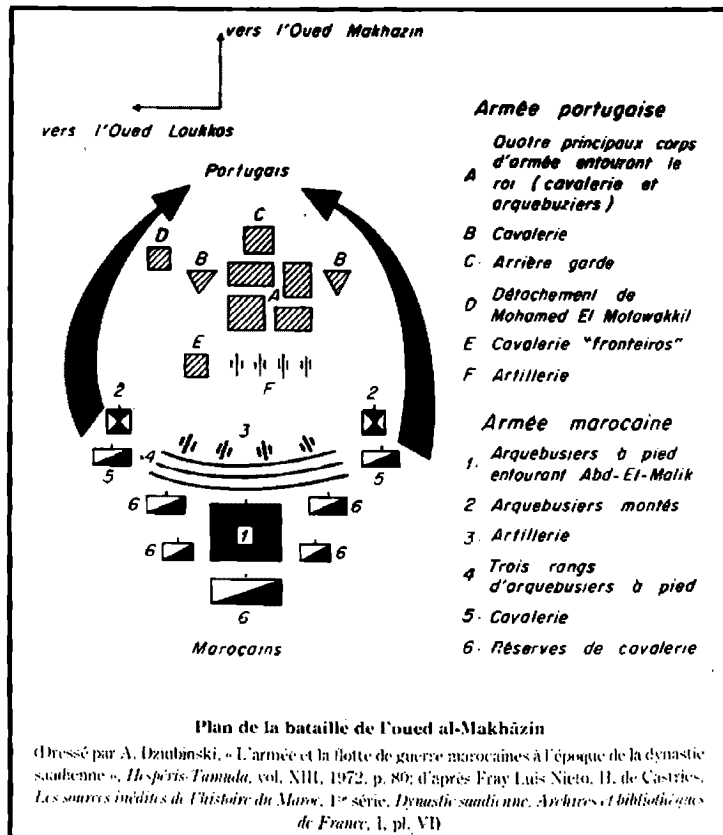 vers l'Oued Makhazin
vers l'Oued Loukkos
Portugais
C
D
B
B
A
E
F
2
2
3
4
5
5
6
6
1
6
6
6
Marocains
Armée portugaise
A Quatre principaux corps
d'armée entourant le
roi ( cavalerie et
arquebuziers )
B Cavalerie
C. Arrière garde
D Détachement de
Mohamed El Motawakkil
E Cavalerie "fronteiros"
F Artillerie
Armée marocaine
1. Arquebusiers à pied
entourant Abd-El-Malik
2 Arquebusiers montés
3. Artillerie
4 Trois rangs
d'arquebusiers à pied
5. Cavalerie
6. Réserves de cavalerie
Plan de la bataille de l'oued al-Makhāzin
(Dressé par A. Dziubinski, « L'armée et la flotte de guerre marocaines à l'époque de la dynastie
saadienne », Hespéris-Tamuda, vol. XIII, 1972, p. 80; d'après Fray Luis Nieto, H. de Castries,
Les sources inédites de l'histoire du Maroc, 1re série, Dynastie saadienne, Archives et bibliothèques
de France, I, pl. VI)